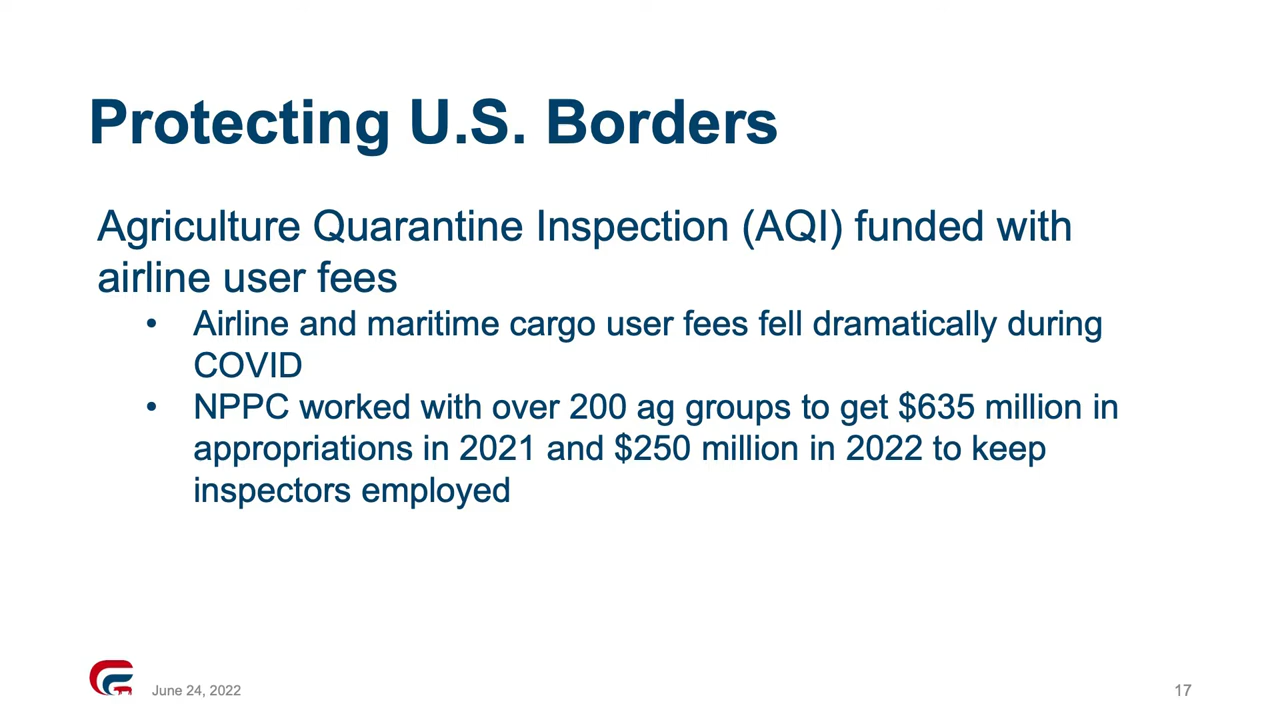 Protecting U.S. Borders
Agriculture Quarantine Inspection (AQI) funded with
airline user fees
• Airline and maritime cargo user fees fell dramatically during
COVID
• NPPC worked with over 200 ag groups to get $635 million in
appropriations in 2021 and $250 million in 2022 to keep
inspectors employed
June 24, 2022
17